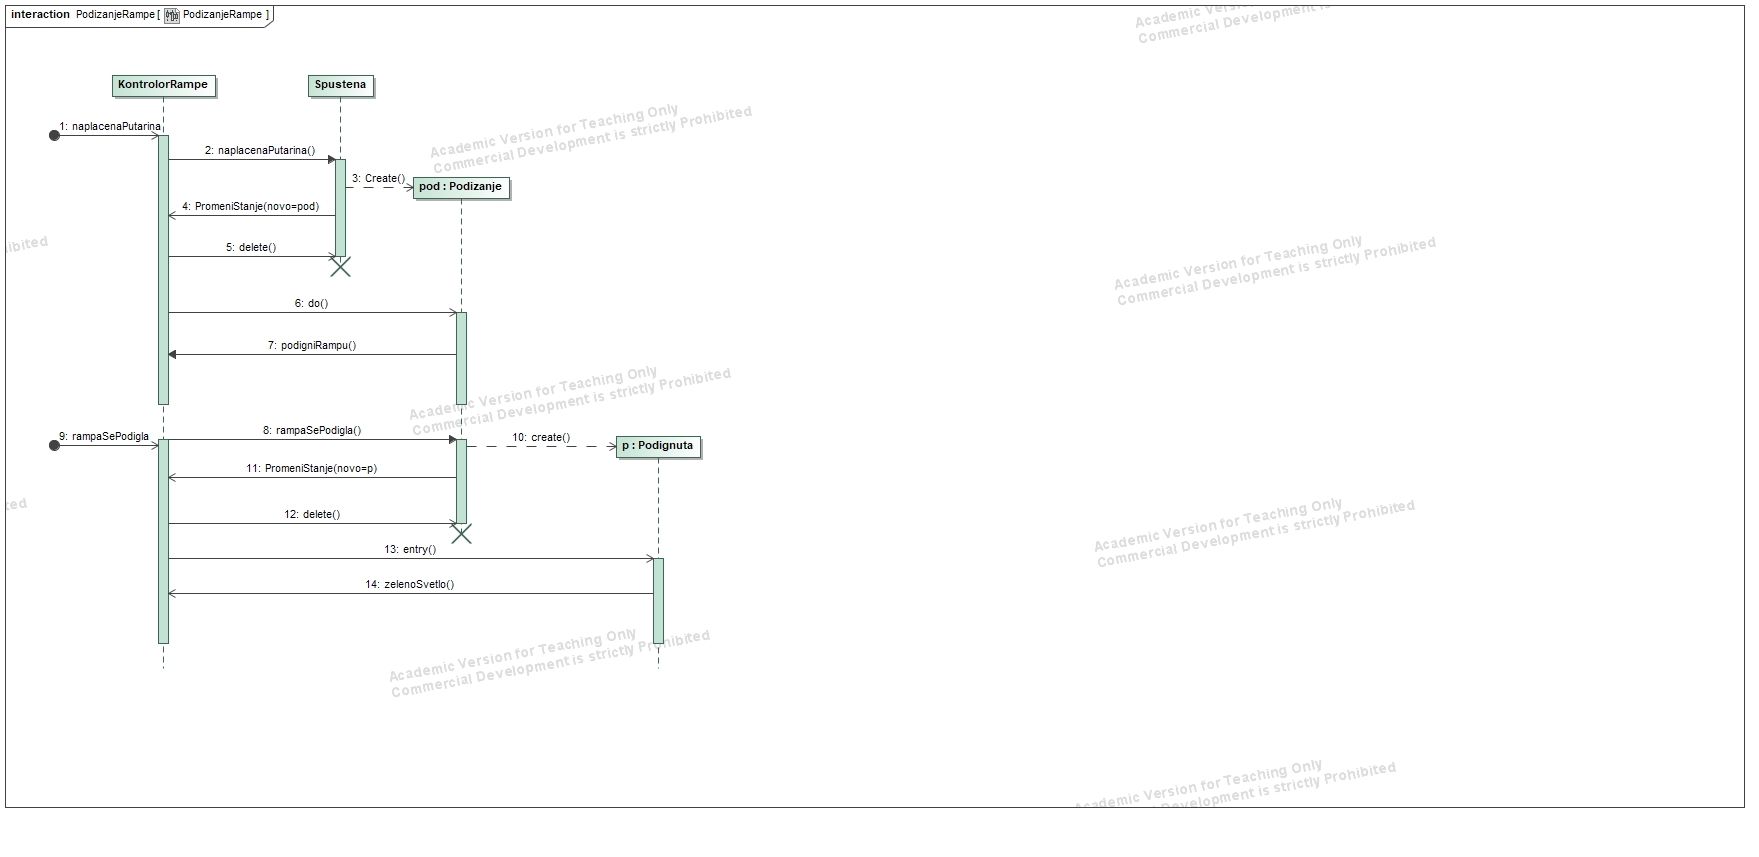 interaction PodizanjeRampe [ PodizanjeRampe ]
Academic Version
Commercial Development is strictly
KontrolorRampe
Spustena
Academic Version for Teaching Only
Commercial Development is strictly Prohibited
1: naplacenaPutarina
2: naplacenaPutarina()
3: Create()
pod : Podizanje
4: PromeniStanje(novo=pod)
5: delete()
Academic Version for Teaching Only
Commercial Development is strictly Prohibited
6: do()
7: podigniRampu()
Academic Version for Teaching Only
Commercial Development is strictly Prohibited
9: rampaSePodigla
8: rampaSePodigla()
10: create()
p : Podignuta
11: PromeniStanje(novo=p)
12: delete()
Academic Version for Teaching Only
Commercial Development is strictly Prohibited
13: entry()
14: zelenoSvetlo()
Academic Version for Teaching Only
Commercial Development is strictly Prohibited
Academic Version for Teaching Only
Development is strictly Prohibited